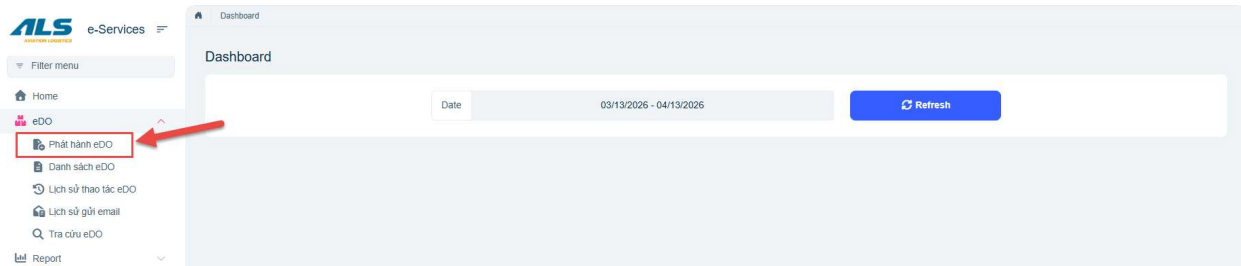 ALS
AVIATION LOGISTICS
e-Services
Filter menu
Home
eDO
Phát hành eDO
Danh sách eDO
Lịch sử thao tác eDO
Lịch sử gửi email
Tra cứu eDO
Report
Dashboard
Dashboard
Date
03/13/2026 - 04/13/2026
Refresh